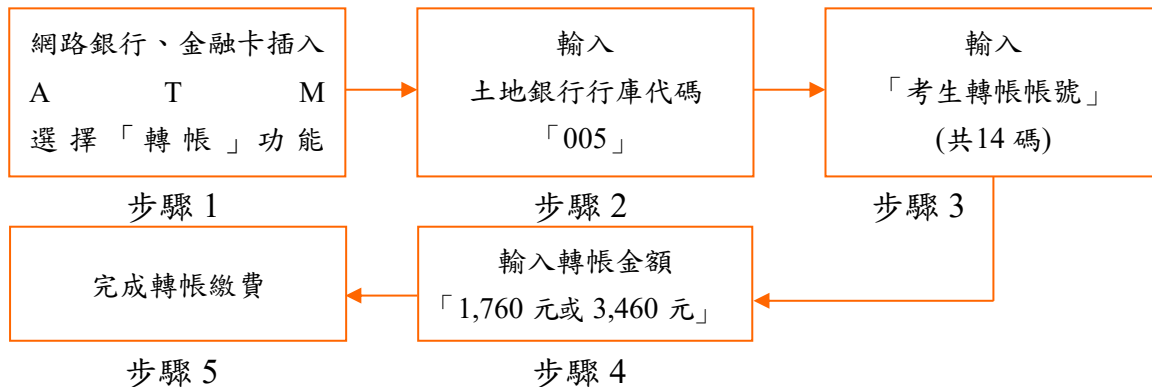 網路銀行、金融卡插入
A T M
選擇「轉帳」功能
步驟 1
輸入
土地銀行行庫代碼
「005」
步驟 2
輸入
「考生轉帳帳號」
(共14 碼)
步驟 3
輸入轉帳金額
「1,760 元或 3,460 元」
步驟 4
完成轉帳繳費
步驟 5